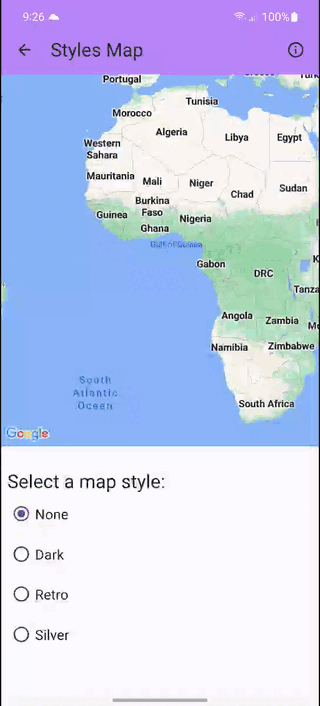 9:26
100%
Styles Map
Portugal
Tunisia
Morocco
Algeria
Libya
Egypt
Western
Sahara
Mauritania
Mali
Niger
Chad
Sudan
Burkina
Faso
Guinea
Nigeria
Ghana
Gulf of Guinea
Gabon
DRC
Angola
Zambia
Namibia
Zimbabwe
South
Atlantic
Ocean
South Africa
Google
Select a map style:
None
Dark
Retro
Silver